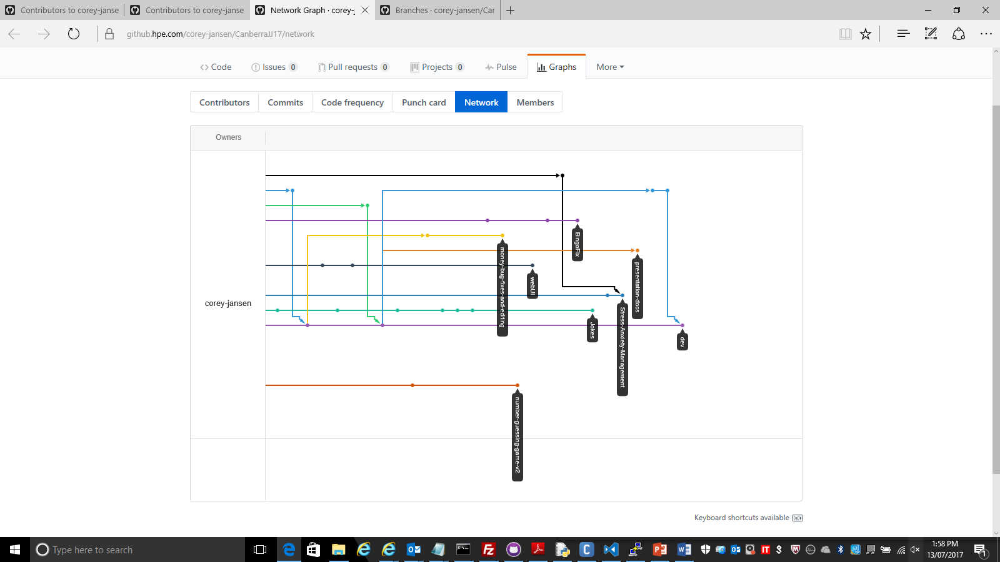 Contributors to corey-janse
Contributors to corey-janse
Network Graph · corey-j
Branches · corey-jansen/Car
github.hpe.com/corey-jansen/CanberraJJ17/network
Code
Issues 0
Pull requests 0
Projects 0
Pulse
Graphs
More
Contributors
Commits
Code frequency
Punch card
Network
Members
Owners
corey-jansen
BingoFix
money-bug-fixes-and-editing
presentation-docs
webUI
Stress-Anxiety-Management
Jokes
dev
number-guessing-game-v2
Keyboard shortcuts available
Type here to search
1:58 PM
13/07/2017
1